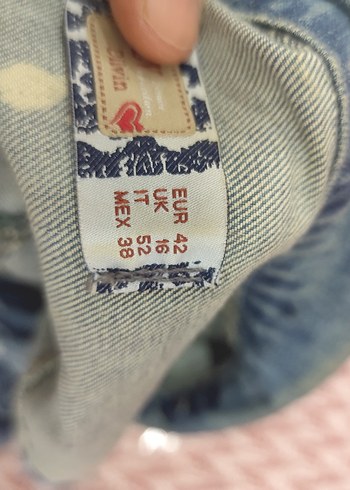 EUR 42
UK 16
IT 52
MEX 38